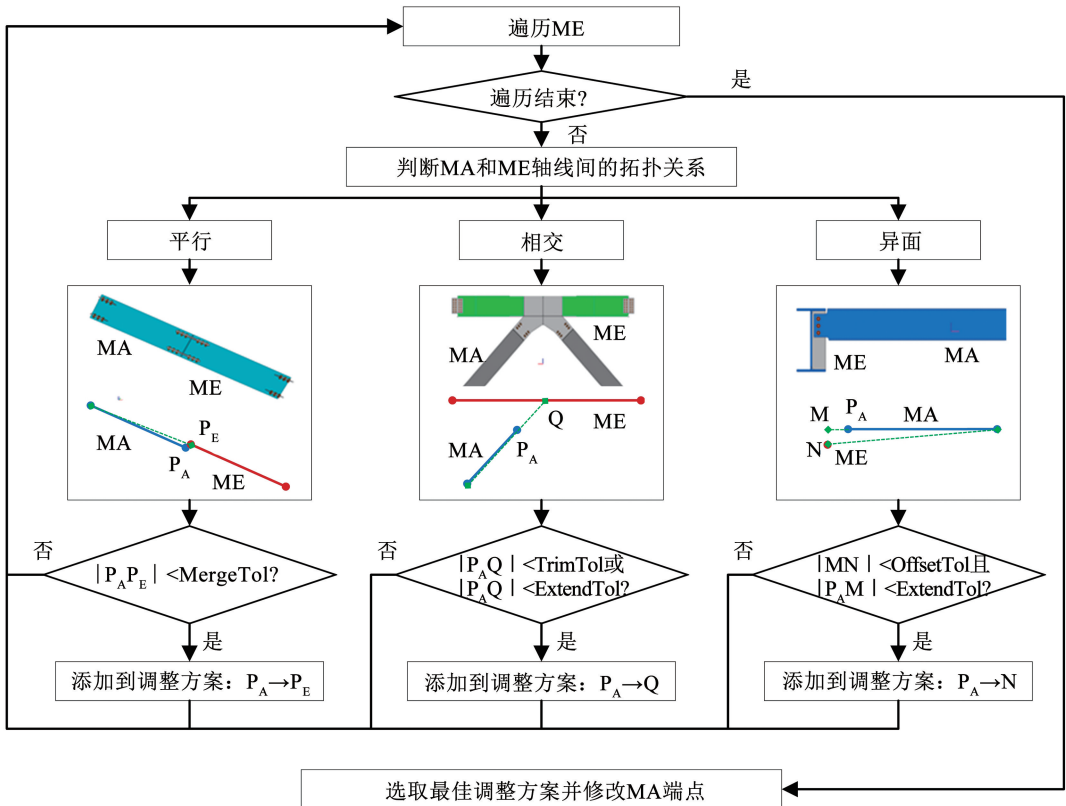 遍历ME
遍历结束?
是
否
判断MA和ME轴线间的拓扑关系
平行
相交
异面
MA
ME
MA
P_E
P_A
ME
ME
MA
Q
ME
MA
P_A
ME
MA
M
P_A
MA
N
ME
否
|P_AP_E|<MergeTol?
是
否
|P_AQ|<TrimTol或
|P_AQ|<ExtendTol?
是
否
|MN|<OffsetTol且
|P_AM|<ExtendTol?
是
添加到调整方案：P_A→P_E
添加到调整方案：P_A→Q
添加到调整方案：P_A→N
选取最佳调整方案并修改MA端点